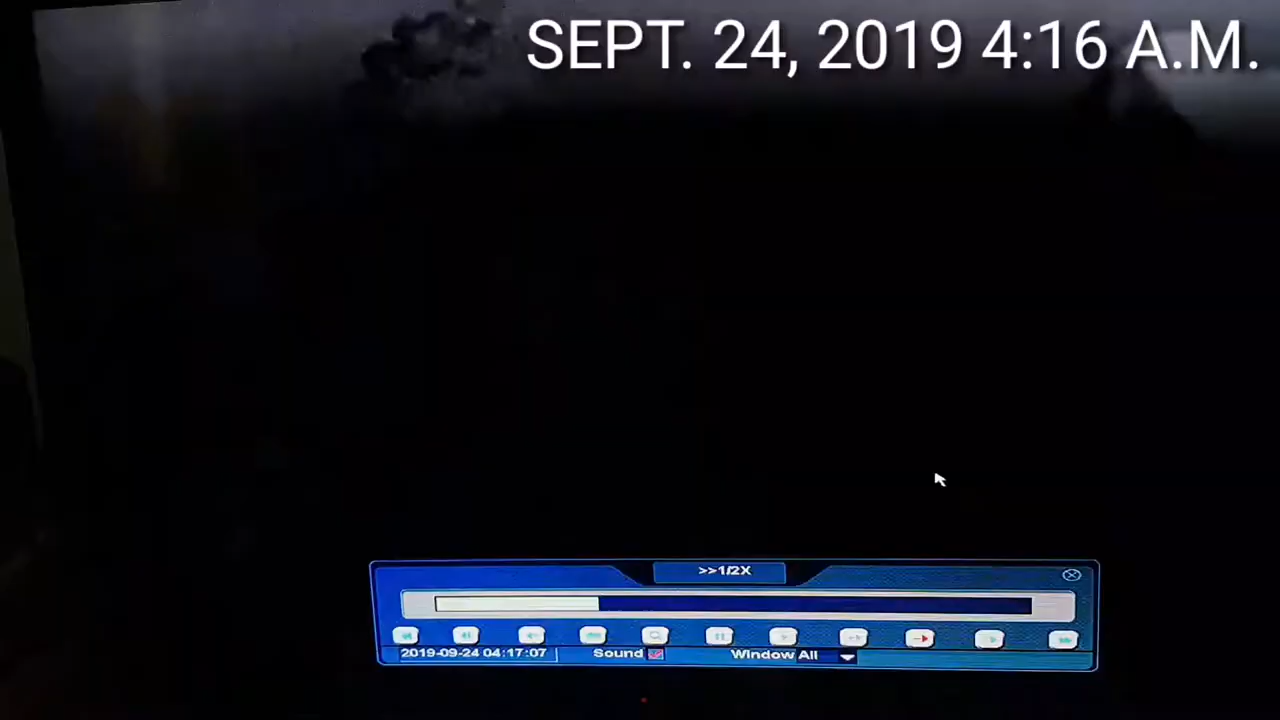 SEPT. 24, 2019 4:16 A.M.
>>1/2X
2019-09-24 04:17:07
Sound
Window All